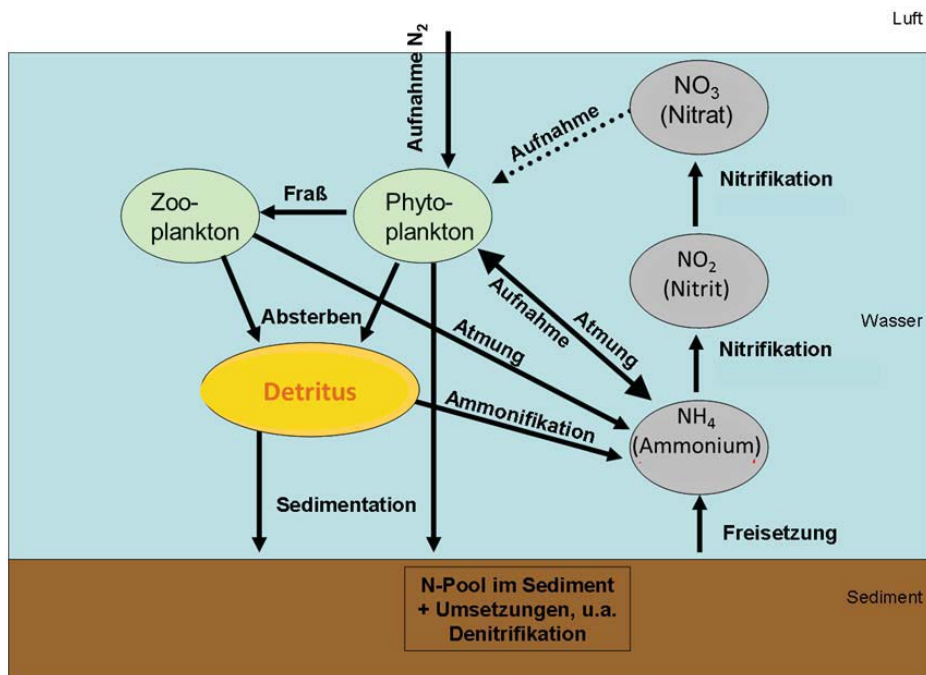 Luft
Aufnahme N₂
NO₃
(Nitrat)
Aufnahme
Nitrifikation
Fraß
Zoo-
plankton
Phyto-
plankton
NO₂
(Nitrit)
Aufnahme
Atmung
Absterben
Atmung
Wasser
Nitrifikation
Detritus
Ammonifikation
NH₄
(Ammonium)
Sedimentation
Freisetzung
N-Pool im Sediment
+ Umsetzungen, u.a.
Denitrifikation
Sediment